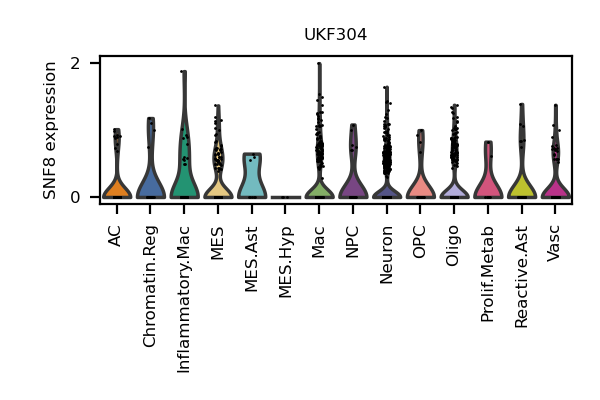 UKF304
SNF8 expression
2
0
AC
Chromatin.Reg
Inflammatory.Mac
MES
MES.Ast
MES.Hyp
Mac
NPC
Neuron
OPC
Oligo
Prolif.Metab
Reactive.Ast
Vasc